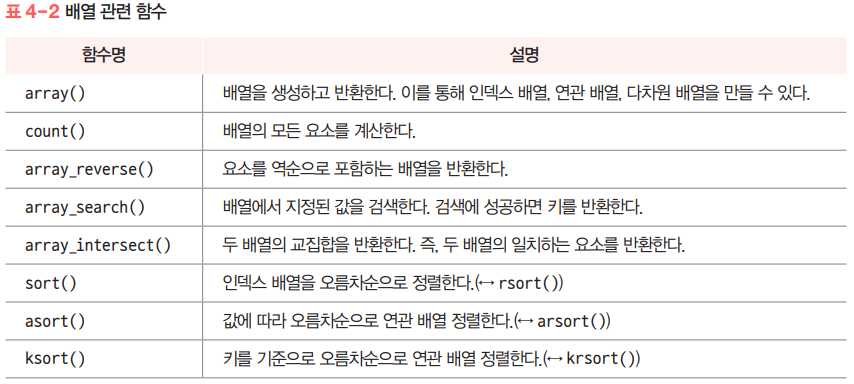 표 4-2 배열 관련 함수
함수명 설명
array() 배열을 생성하고 반환한다. 이를 통해 인덱스 배열, 연관 배열, 다차원 배열을 만들 수 있다.
count() 배열의 모든 요소를 계산한다.
array_reverse() 요소를 역순으로 포함하는 배열을 반환한다.
array_search() 배열에서 지정된 값을 검색한다. 검색에 성공하면 키를 반환한다.
array_intersect() 두 배열의 교집합을 반환한다. 즉, 두 배열의 일치하는 요소를 반환한다.
sort() 인덱스 배열을 오름차순으로 정렬한다.(↔ rsort())
asort() 값에 따라 오름차순으로 연관 배열 정렬한다.(↔ arsort())
ksort() 키를 기준으로 오름차순으로 연관 배열 정렬한다.(↔ krsort())